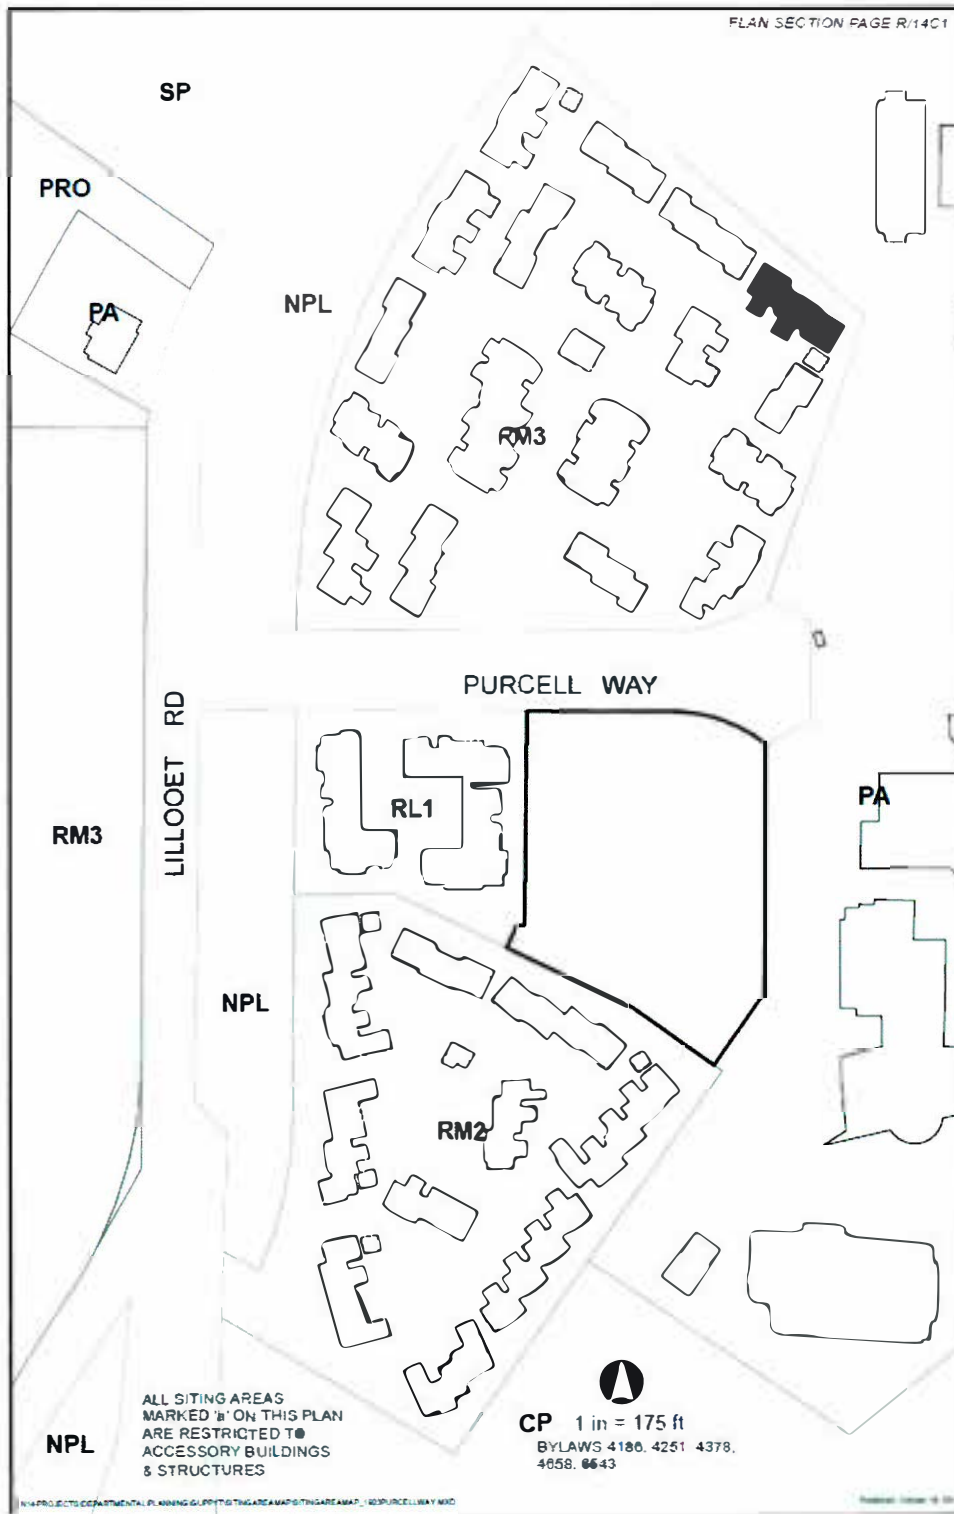 PLAN SECTION PAGE R/14C1
SP
PRO
PA
NPL
RM3
PURCELL WAY
LILLOOET RD
RL1
PA
RM3
NPL
RM2
ALL SITING AREAS
MARKED 'a' ON THIS PLAN
ARE RESTRICTED TO
ACCESSORY BUILDINGS
& STRUCTURES
NPL
CP 1 in = 175 ft
BYLAWS 4186, 4251 4378,
4658, 6543